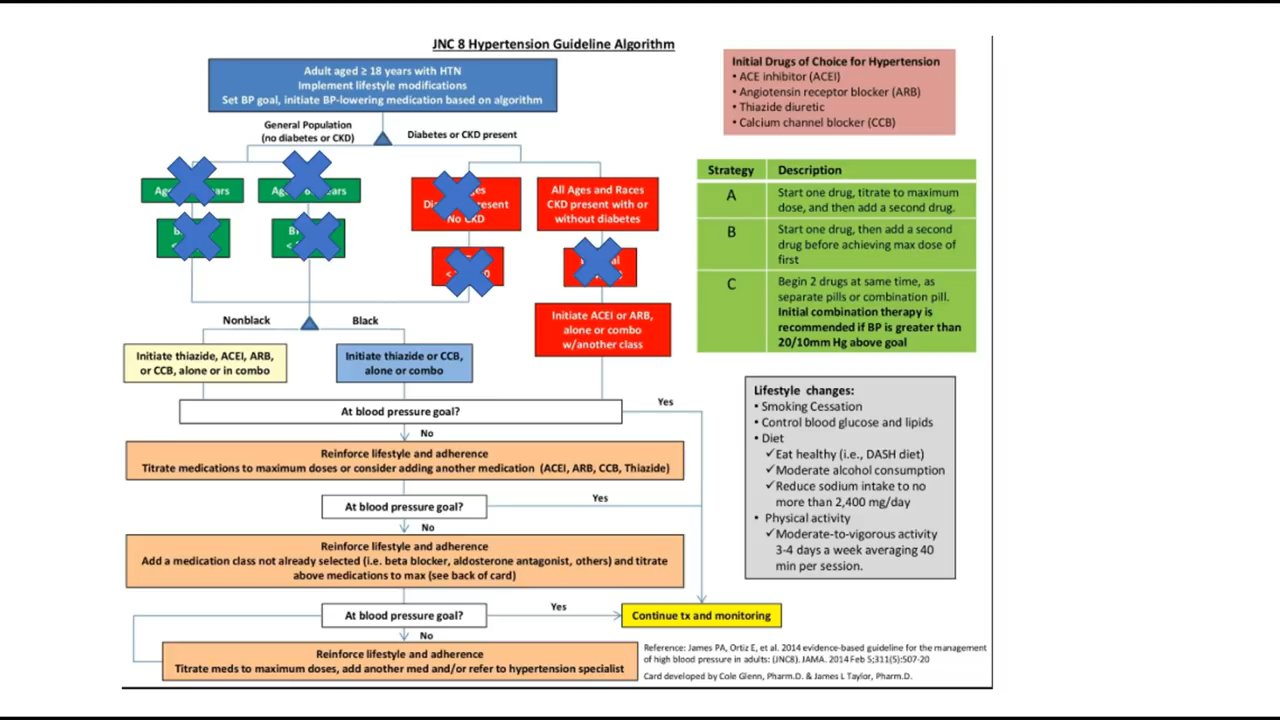 JNC 8 Hypertension Guideline Algorithm
Adult aged ≥ 18 years with HTN
Implement lifestyle modifications
Set BP goal, initiate BP-lowering medication based on algorithm
General Population
(no diabetes or CKD)
Diabetes or CKD present
No CKD
All Ages and Races
CKD present with or
without diabetes
Initiate ACEI or ARB,
alone or combo
w/another class
Nonblack
Black
Initiate thiazide, ACEI, ARB,
or CCB, alone or in combo
Initiate thiazide or CCB,
alone or combo
At blood pressure goal?
Yes
No
Reinforce lifestyle and adherence
Titrate medications to maximum doses or consider adding another medication (ACEI, ARB, CCB, Thiazide)
At blood pressure goal?
Yes
No
Reinforce lifestyle and adherence
Add a medication class not already selected (i.e. beta blocker, aldosterone antagonist, others) and titrate
above medications to max (see back of card)
At blood pressure goal?
Yes
Continue tx and monitoring
No
Reinforce lifestyle and adherence
Titrate meds to maximum doses, add another med and/or refer to hypertension specialist
Initial Drugs of Choice for Hypertension
• ACE inhibitor (ACEI)
• Angiotensin receptor blocker (ARB)
• Thiazide diuretic
• Calcium channel blocker (CCB)
Strategy Description
A Start one drug, titrate to maximum
dose, and then add a second drug.
B Start one drug, then add a second
drug before achieving max dose of
first
C Begin 2 drugs at same time, as
separate pills or combination pill.
Initial combination therapy is
recommended if BP is greater than
20/10mm Hg above goal
Lifestyle changes:
• Smoking Cessation
• Control blood glucose and lipids
• Diet
✓Eat healthy (i.e., DASH diet)
✓Moderate alcohol consumption
✓Reduce sodium intake to no
more than 2,400 mg/day
• Physical activity
✓Moderate-to-vigorous activity
3-4 days a week averaging 40
min per session.
Reference: James PA, Ortiz E, et al. 2014 evidence-based guideline for the management
of high blood pressure in adults: (JNC8). JAMA. 2014 Feb 5;311(5):507-20
Card developed by Cole Glenn, Pharm.D. & James L Taylor, Pharm.D.